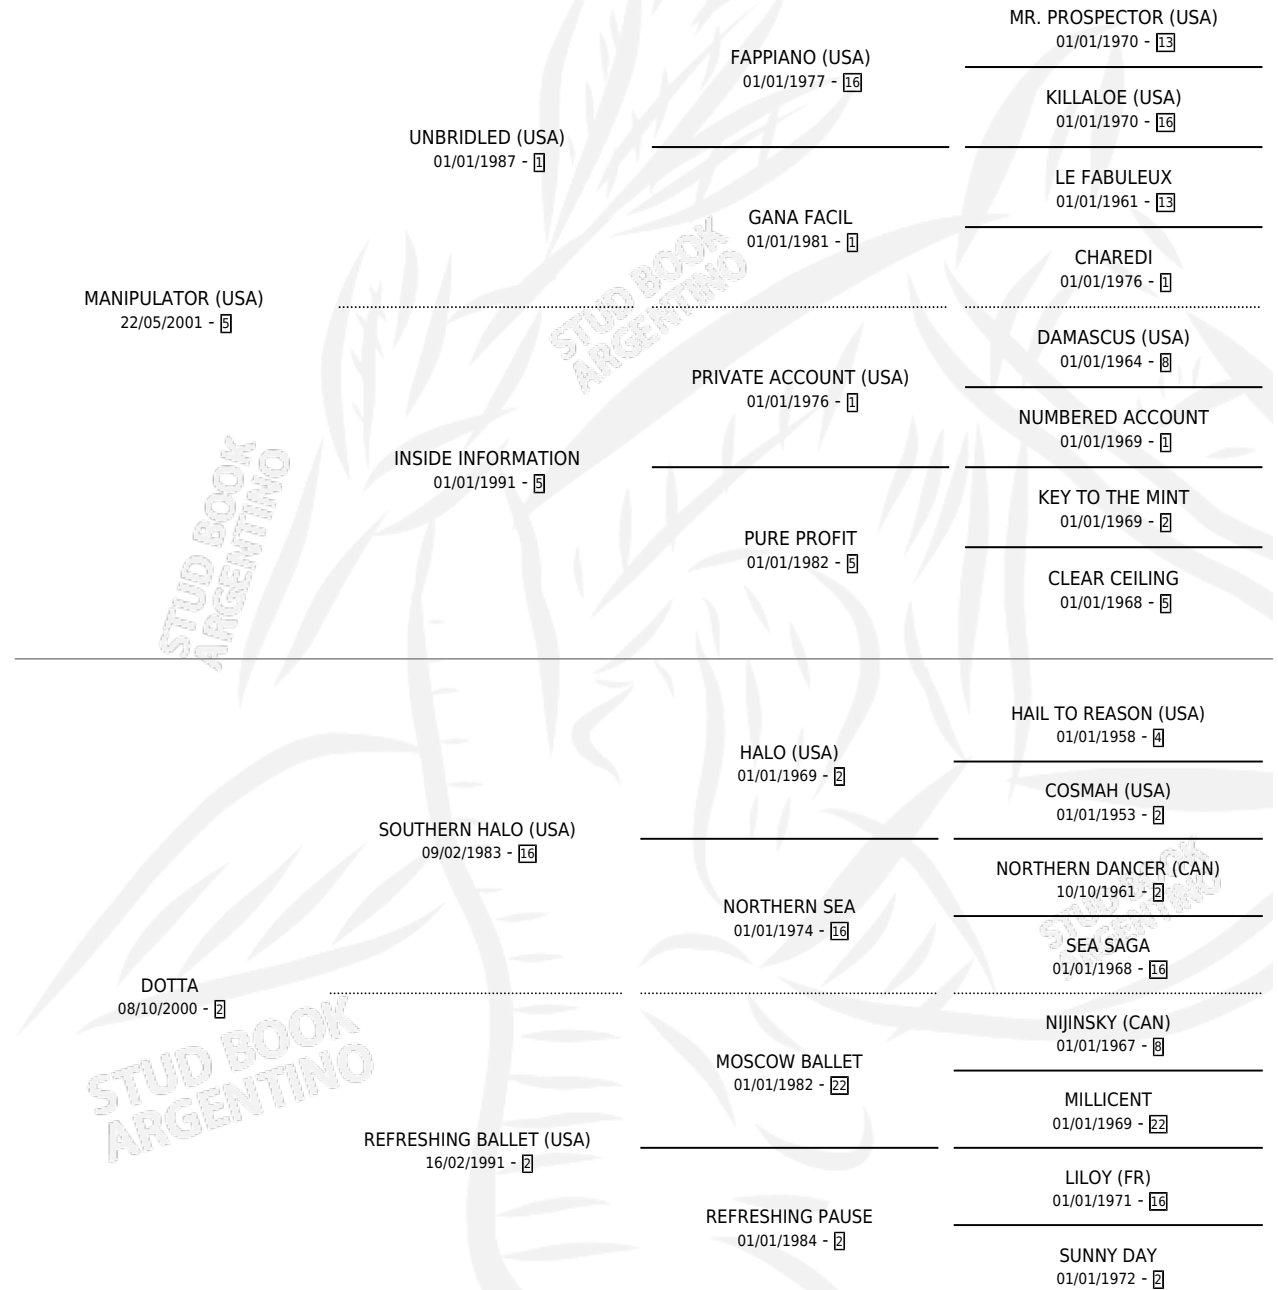 MR. PROSPECTOR (USA)
01/01/1970 - 13
FAPPIANO (USA)
01/01/1977 - 16
KILLALOE (USA)
01/01/1970 - 16
UNBRIDLED (USA)
01/01/1987 - 1
LE FABULEUX
01/01/1961 - 13
GANA FACIL
01/01/1981 - 1
CHAREDI
01/01/1976 - 1
MANIPULATOR (USA)
22/05/2001 - 5
DAMASCUS (USA)
01/01/1964 - 8
PRIVATE ACCOUNT (USA)
01/01/1976 - 1
NUMBERED ACCOUNT
01/01/1969 - 1
INSIDE INFORMATION
01/01/1991 - 5
KEY TO THE MINT
01/01/1969 - 2
PURE PROFIT
01/01/1982 - 5
CLEAR CEILING
01/01/1968 - 5
HAIL TO REASON (USA)
01/01/1958 - 4
HALO (USA)
01/01/1969 - 2
COSMAH (USA)
01/01/1953 - 2
SOUTHERN HALO (USA)
09/02/1983 - 16
NORTHERN DANCER (CAN)
10/10/1961 - 2
NORTHERN SEA
01/01/1974 - 16
SEA SAGA
01/01/1968 - 16
DOTTA
08/10/2000 - 2
NIJINSKY (CAN)
01/01/1967 - 8
MOSCOW BALLET
01/01/1982 - 22
MILLICENT
01/01/1969 - 22
REFRESHING BALLET (USA)
16/02/1991 - 2
LILOY (FR)
01/01/1971 - 16
REFRESHING PAUSE
01/01/1984 - 2
SUNNY DAY
01/01/1972 - 2
STUD BOOK
ARGENTINO
STUD BOOK
ARGENTINO
STUD BOOK
ARGENTINO
STUD BOOK
ARGENTINO